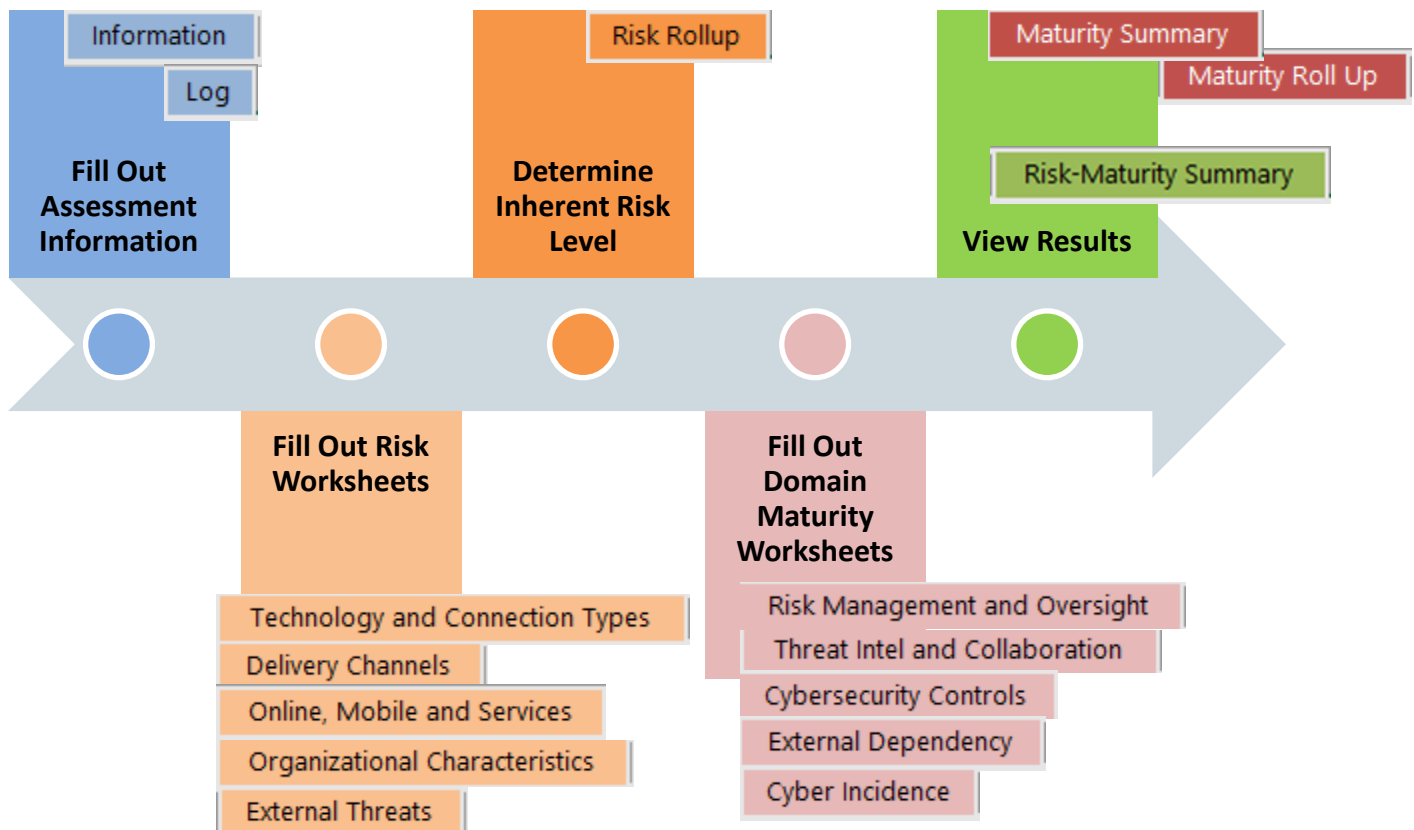 Information
Log
Fill Out
Assessment
Information
Risk Rollup
Determine
Inherent Risk
Level
Maturity Summary
Maturity Roll Up
Risk-Maturity Summary
View Results
Fill Out Risk
Worksheets
Technology and Connection Types
Delivery Channels
Online, Mobile and Services
Organizational Characteristics
External Threats
Fill Out
Domain
Maturity
Worksheets
Risk Management and Oversight
Threat Intel and Collaboration
Cybersecurity Controls
External Dependency
Cyber Incidence